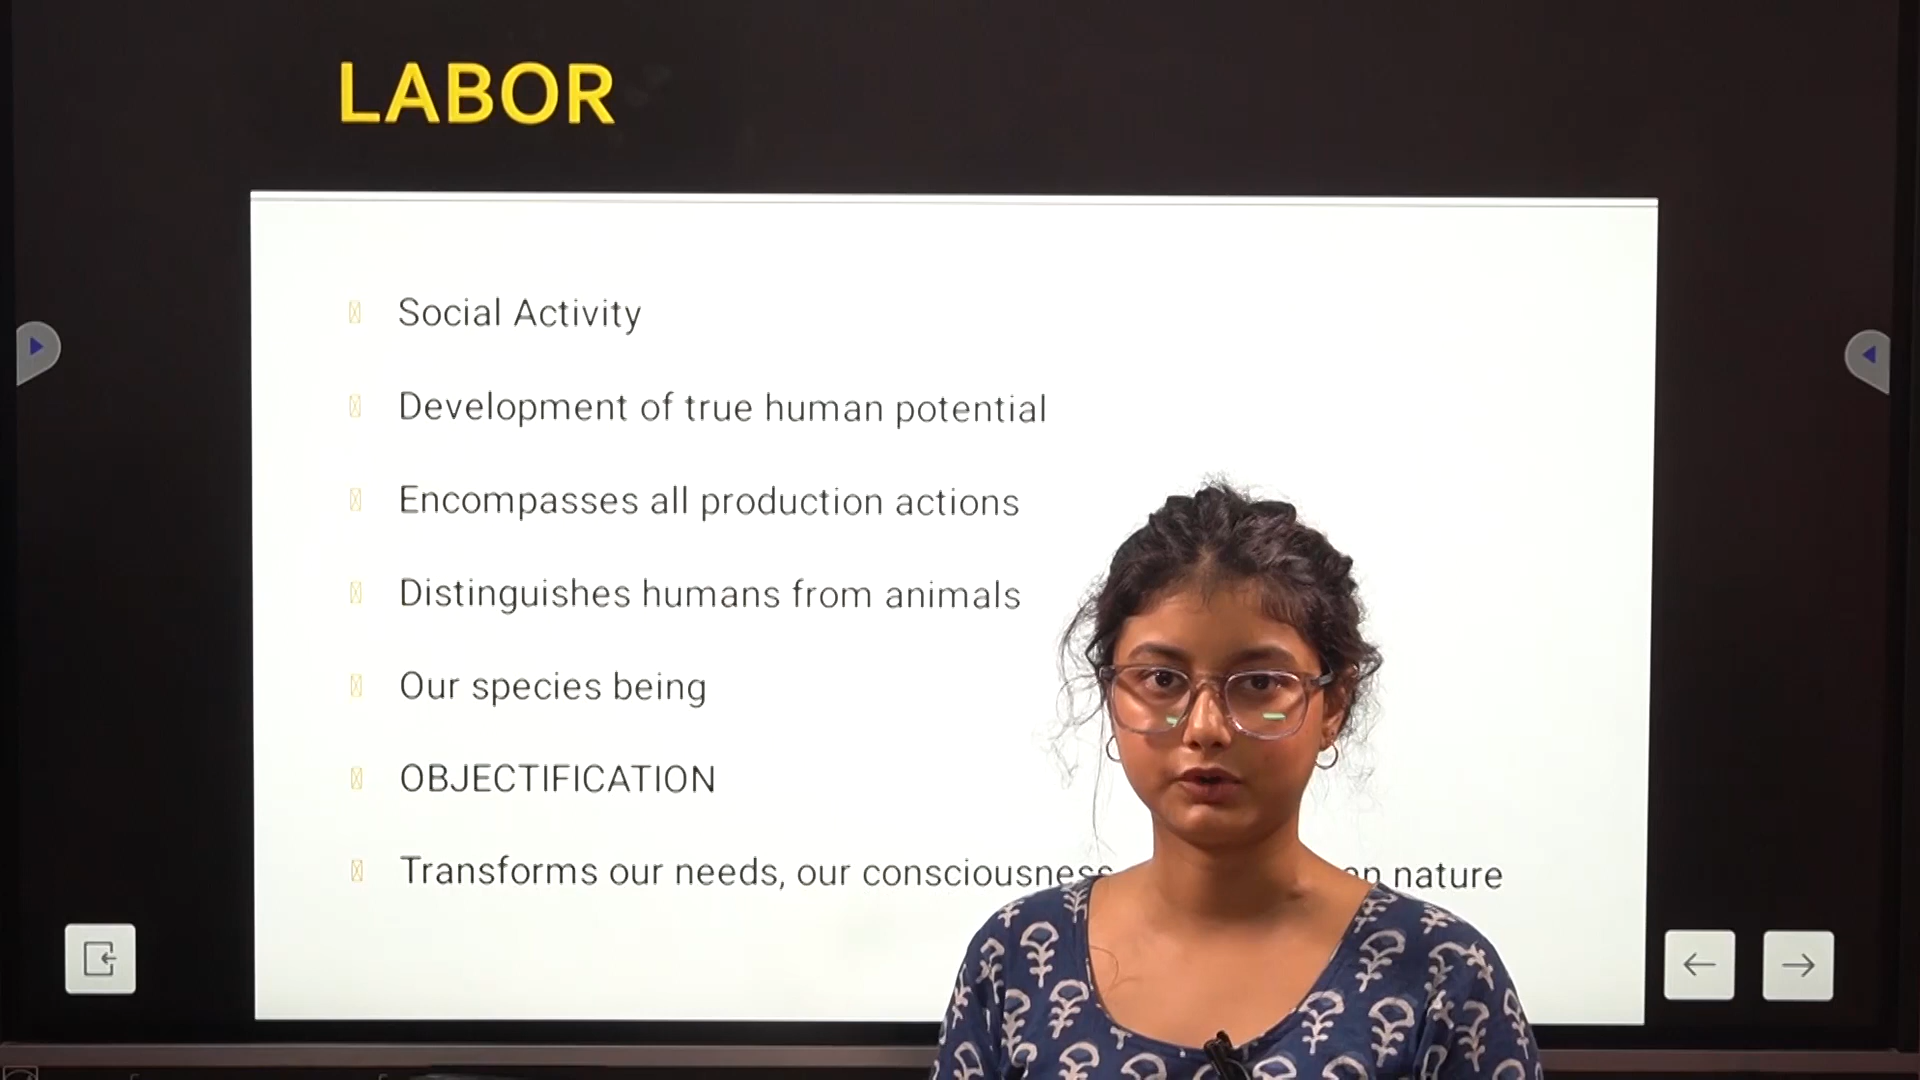 LABOR
Social Activity
Development of true human potential
Encompasses all production actions
Distinguishes humans from animals
Our species being
OBJECTIFICATION
Transforms our needs, our consciousness nature